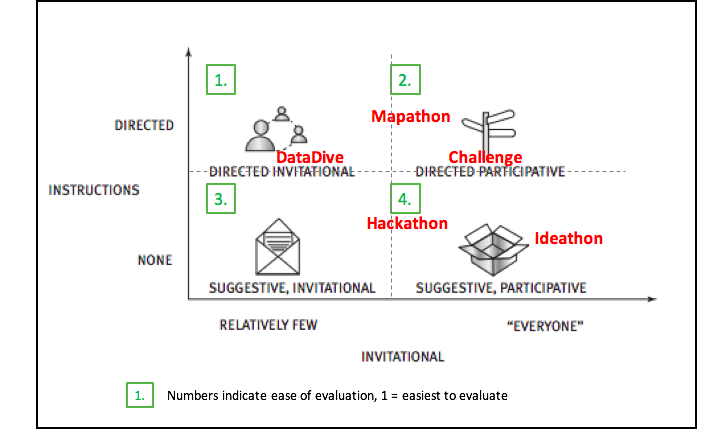 1.
2.
DIRECTED
Mapathon
DataDive
Challenge
DIRECTED INVITATIONAL
DIRECTED PARTICIPATIVE
INSTRUCTIONS
3.
4.
Hackathon
Ideathon
NONE
SUGGESTIVE, INVITATIONAL
SUGGESTIVE, PARTICIPATIVE
RELATIVELY FEW
“EVERYONE”
INVITATIONAL
1. Numbers indicate ease of evaluation, 1 = easiest to evaluate